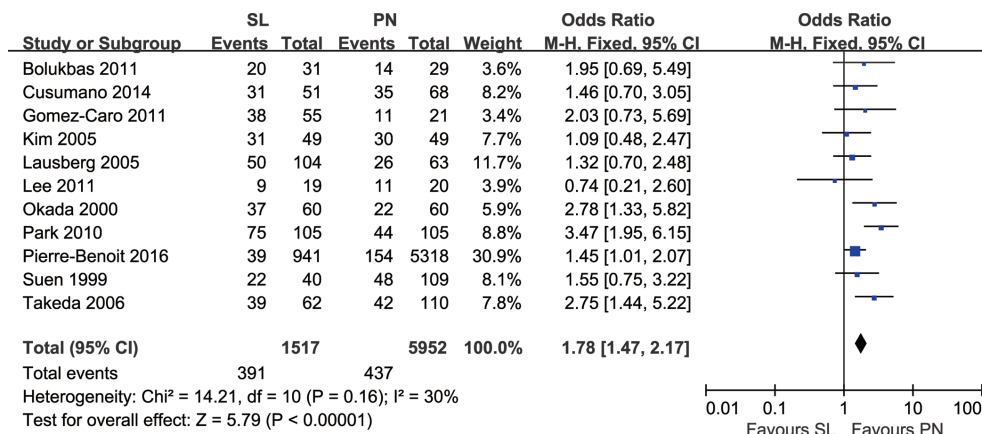 SL PN Odds Ratio Odds Ratio
Study or Subgroup Events Total Events Total Weight M-H, Fixed, 95% CI M-H, Fixed, 95% CI
Bolukbas 2011 20 31 14 29 3.6% 1.95 [0.69, 5.49]
Cusumano 2014 31 51 35 68 8.2% 1.46 [0.70, 3.05]
Gomez-Caro 2011 38 55 11 21 3.4% 2.03 [0.73, 5.69]
Kim 2005 31 49 30 49 7.1% 1.09 [0.48, 2.47]
Lausberg 2005 50 104 26 63 11.7% 1.32 [0.70, 2.48]
Lee 2011 9 19 11 20 3.9% 0.74 [0.21, 2.60]
Okada 2000 37 60 22 60 5.9% 2.78 [1.33, 5.82]
Park 2010 75 105 44 105 8.8% 3.47 [1.95, 6.15]
Pierre-Benoit 2016 39 941 154 5318 30.9% 1.45 [1.01, 2.07]
Suen 1999 22 40 48 109 9.1% 1.55 [0.75, 3.22]
Takeda 2006 39 62 42 110 7.8% 2.75 [1.44, 5.22]
Total (95% CI) 1517 5952 100.0% 1.78 [1.47, 2.17]
Total events 391 437
Heterogeneity: Chi² = 14.21, df = 10 (P = 0.16); I² = 30%
Test for overall effect: Z = 5.79 (P < 0.00001)
0.01 0.1 1 10 100
Favours SL Favours PN